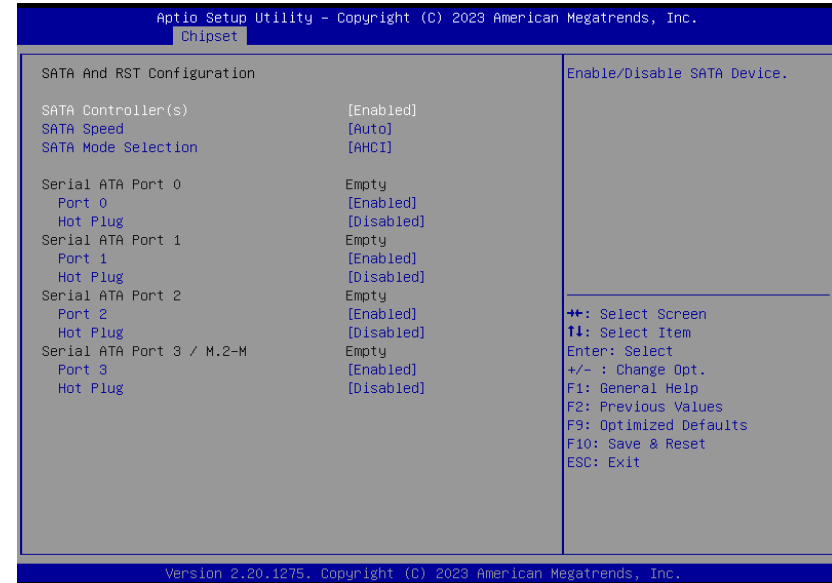 Aptio Setup Utility – Copyright (C) 2023 American Megatrends, Inc.
Chipset
SATA And RST Configuration
SATA Controller(s) [Enabled]
SATA Speed [Auto]
SATA Mode Selection [AHCI]
Serial ATA Port 0 Empty
Port 0 [Enabled]
Hot Plug [Disabled]
Serial ATA Port 1 Empty
Port 1 [Enabled]
Hot Plug [Disabled]
Serial ATA Port 2 Empty
Port 2 [Enabled]
Hot Plug [Disabled]
Serial ATA Port 3 / M.2-M Empty
Port 3 [Enabled]
Hot Plug [Disabled]
Enable/Disable SATA Device.
→←: Select Screen
↑↓: Select Item
Enter: Select
+/- : Change Opt.
F1: General Help
F2: Previous Values
F9: Optimized Defaults
F10: Save & Reset
ESC: Exit
Version 2.20.1275. Copyright (C) 2023 American Megatrends, Inc.